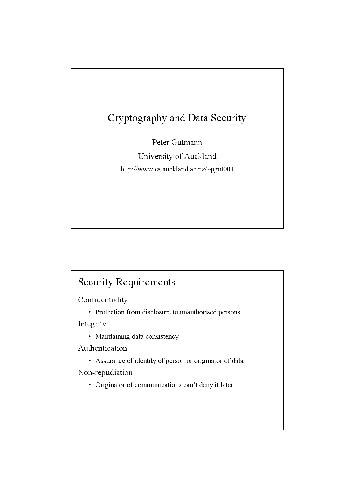 Cryptography and Data Security
Peter Gutmann
University of Auckland
http://www.cs.auckland.ac.nz/~pgut001
Security Requirements
Confidentiality
• Protection from disclosure to unauthorised persons
Integrity
• Maintaining data consistency
Authentication
• Assurance of identity of person or originator of data
Non-repudiation
• Originator of communications can't deny it later